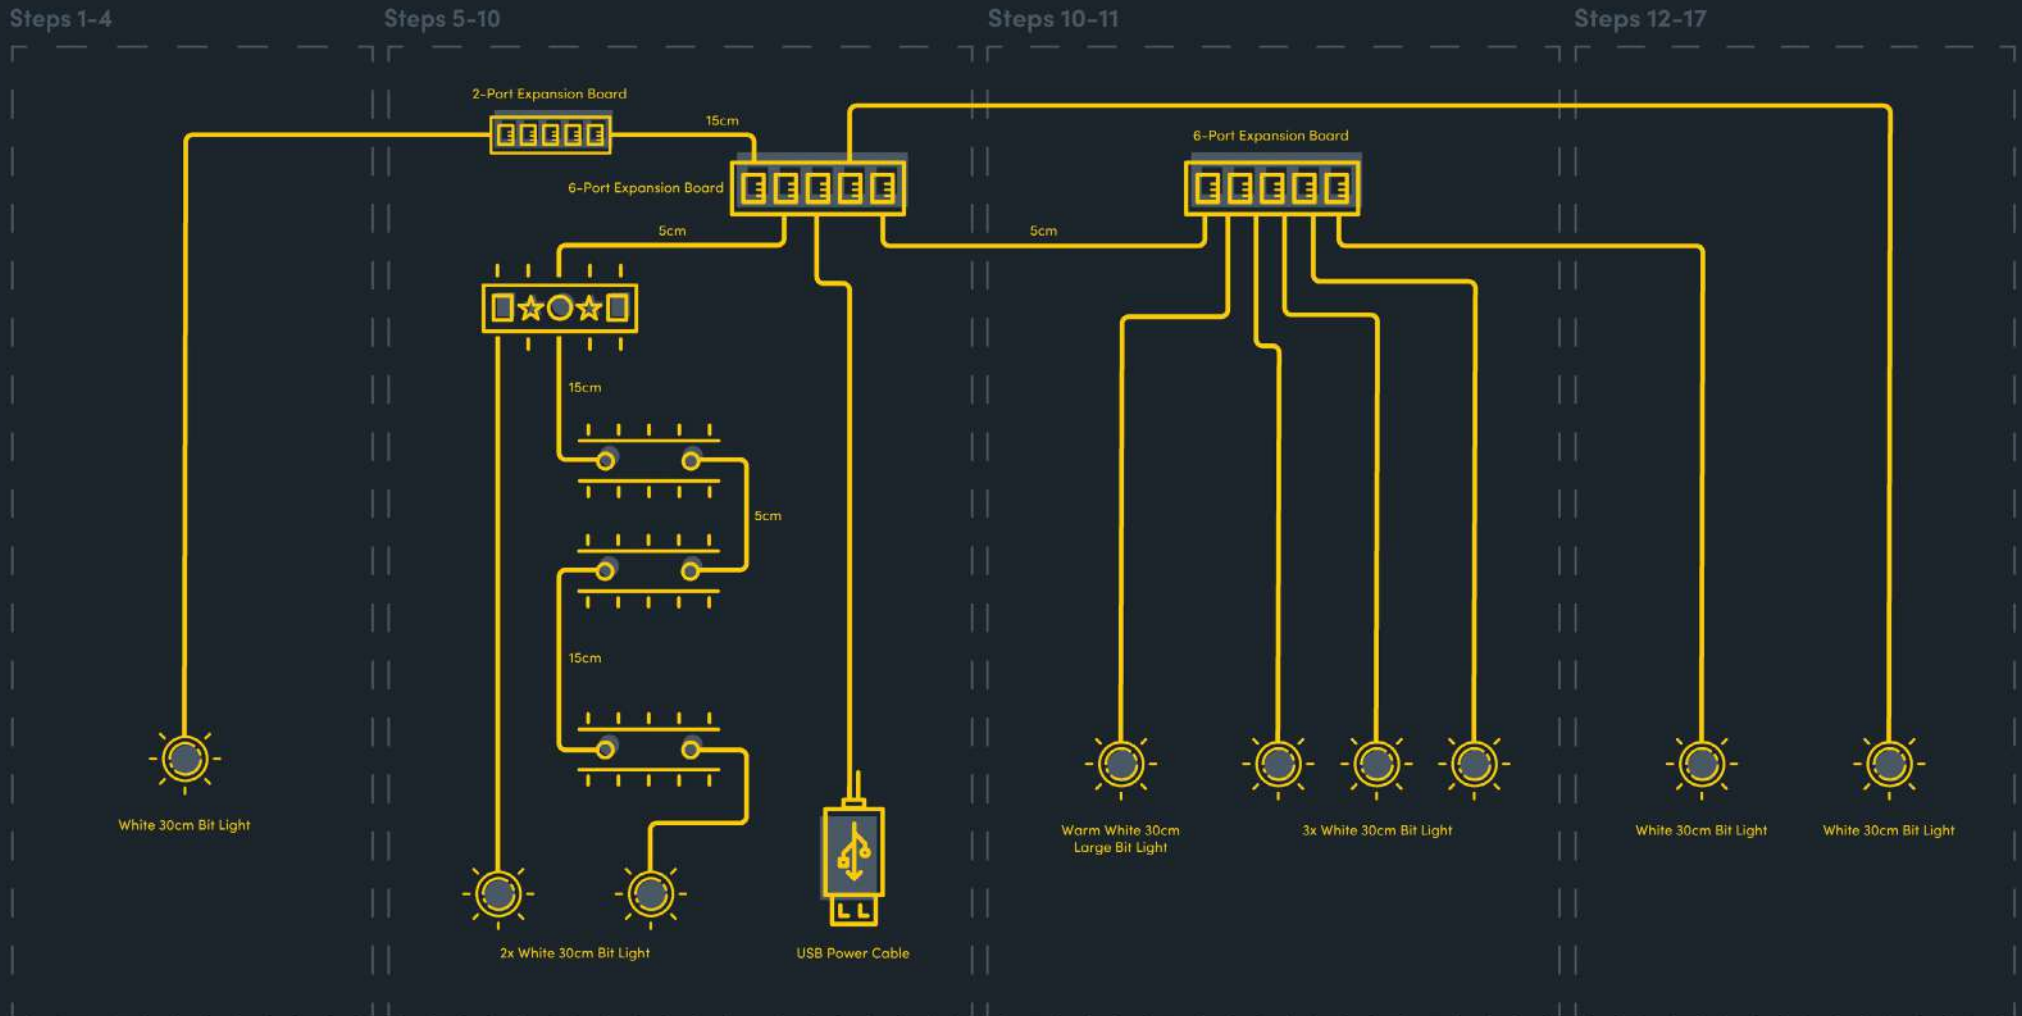 Steps 1-4
Steps 5-10
Steps 10-11
Steps 12-17
2-Port Expansion Board
15cm
6-Port Expansion Board
6-Port Expansion Board
5cm
5cm
15cm
5cm
15cm
White 30cm Bit Light
2x White 30cm Bit Light
USB Power Cable
Warm White 30cm
Large Bit Light
3x White 30cm Bit Light
White 30cm Bit Light
White 30cm Bit Light